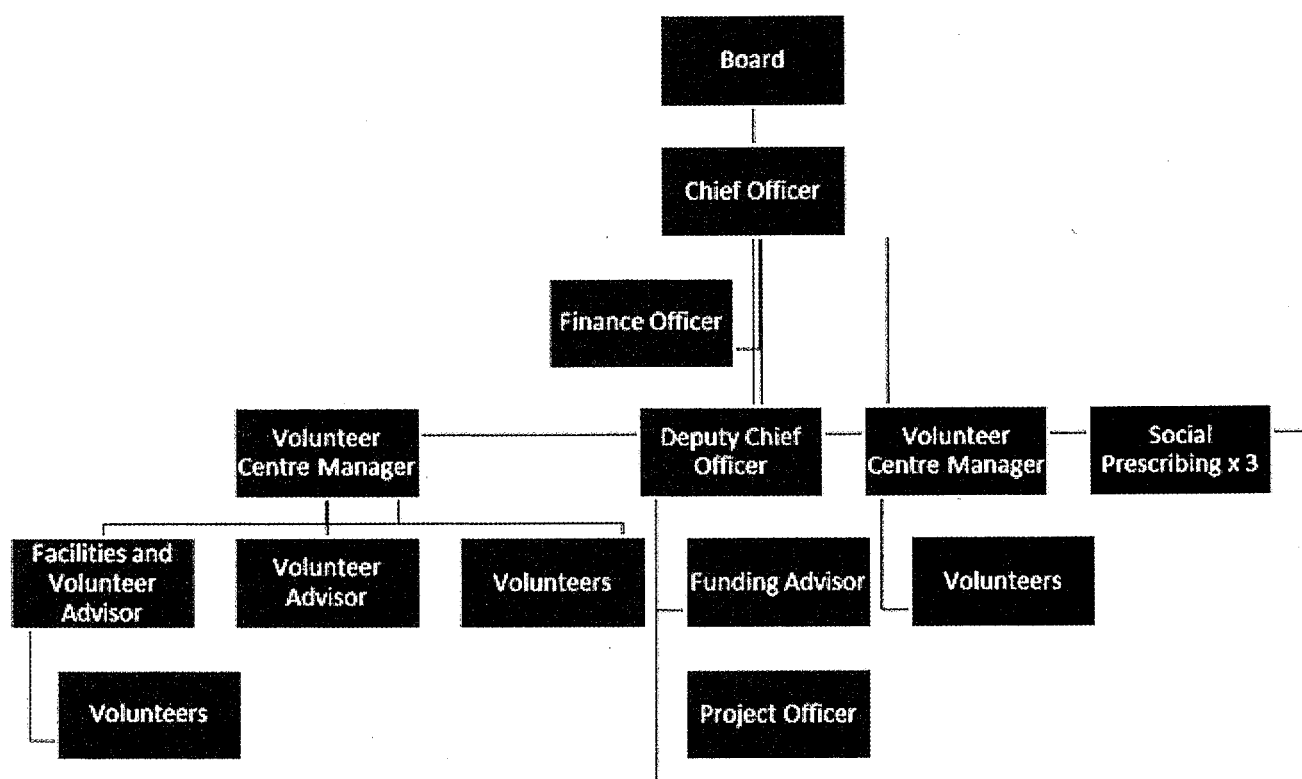 Board
Chief Officer
Finance Officer
Volunteer
Centre Manager
Deputy Chief
Officer
Volunteer
Centre Manager
Social
Prescribing x 3
Facilities and
Volunteer
Advisor
Volunteer
Advisor
Volunteers
Funding Advisor
Volunteers
Volunteers
Project Officer